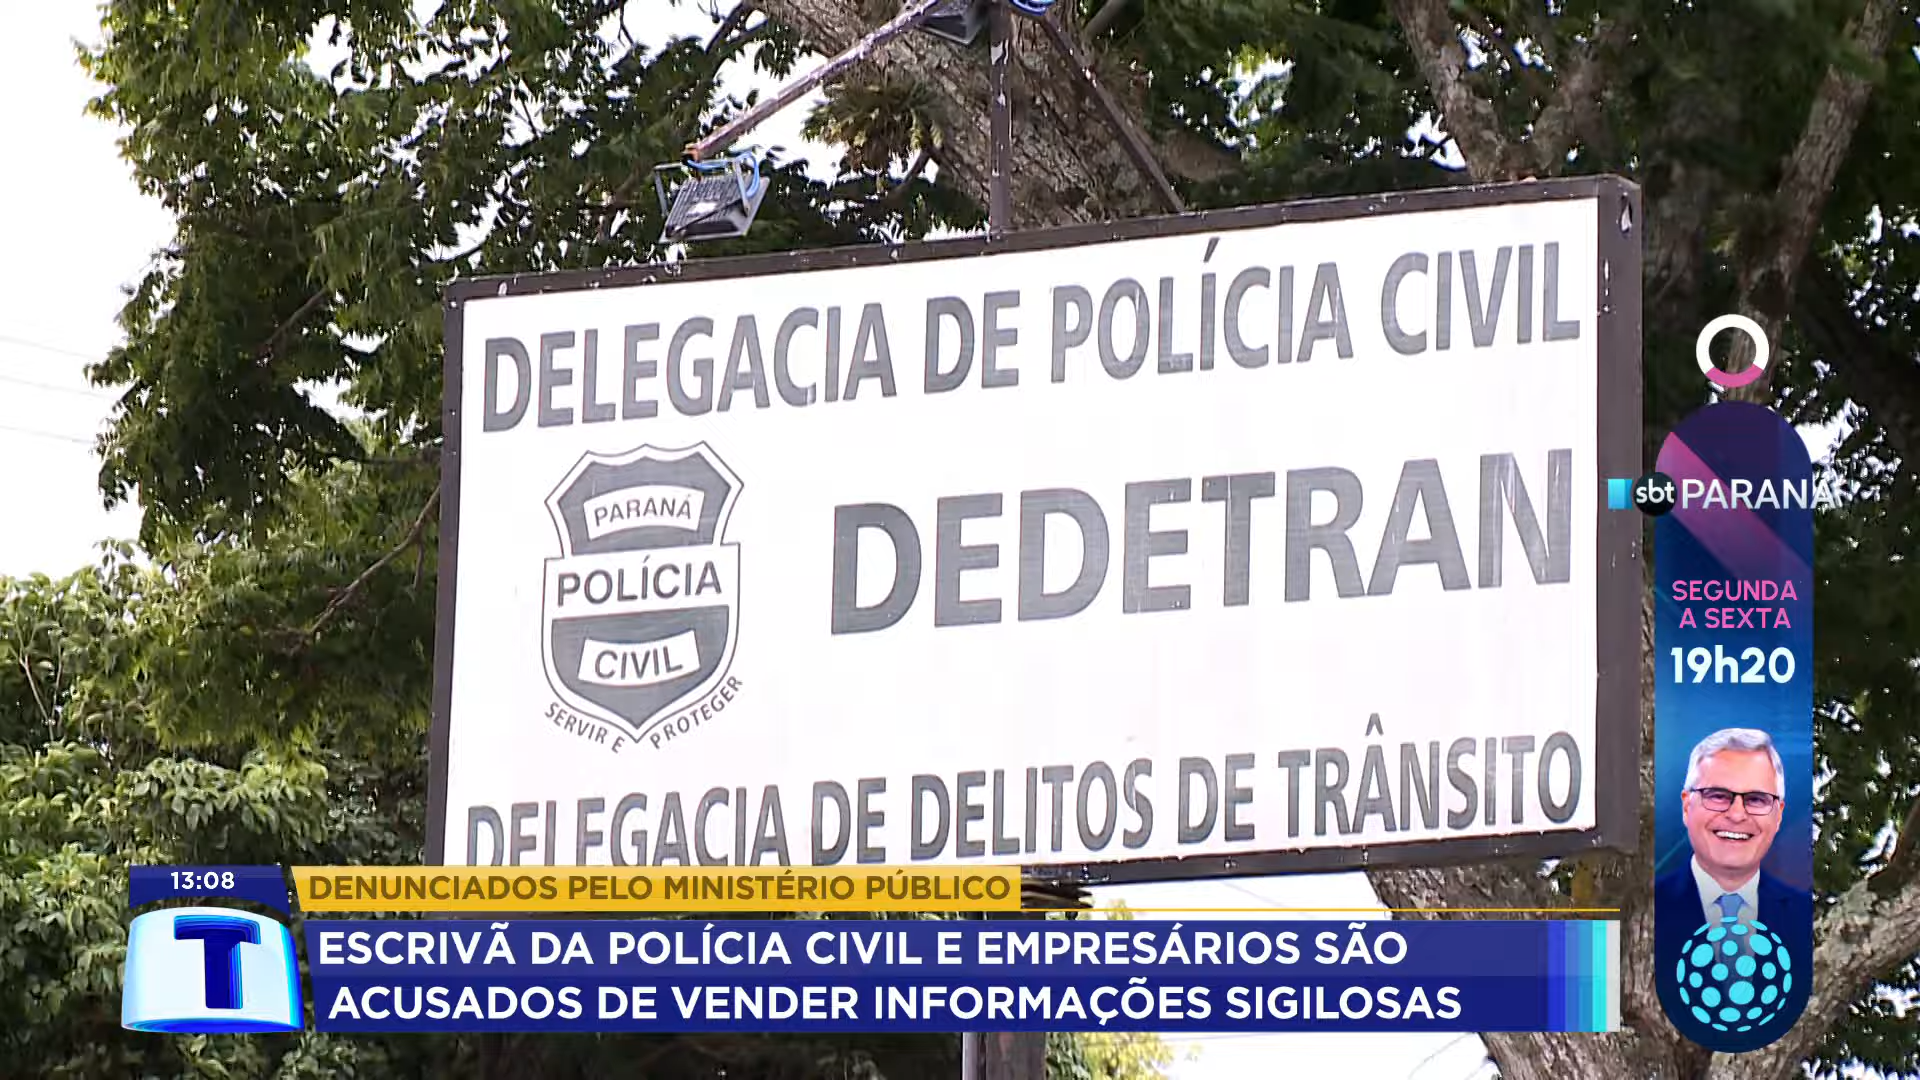 DELEGACIA DE POLÍCIA CIVIL
PARANÁ
POLÍCIA
CIVIL
SERVIR E PROTEGER
DEDETRAN
DELEGACIA DE DELITOS DE TRÂNSITO
sbt PARANÁ
SEGUNDA
A SEXTA
19h20
13:08
T
DENUNCIADOS PELO MINISTÉRIO PÚBLICO
ESCRIVÃ DA POLÍCIA CIVIL E EMPRESÁRIOS SÃO
ACUSADOS DE VENDER INFORMAÇÕES SIGILOSAS